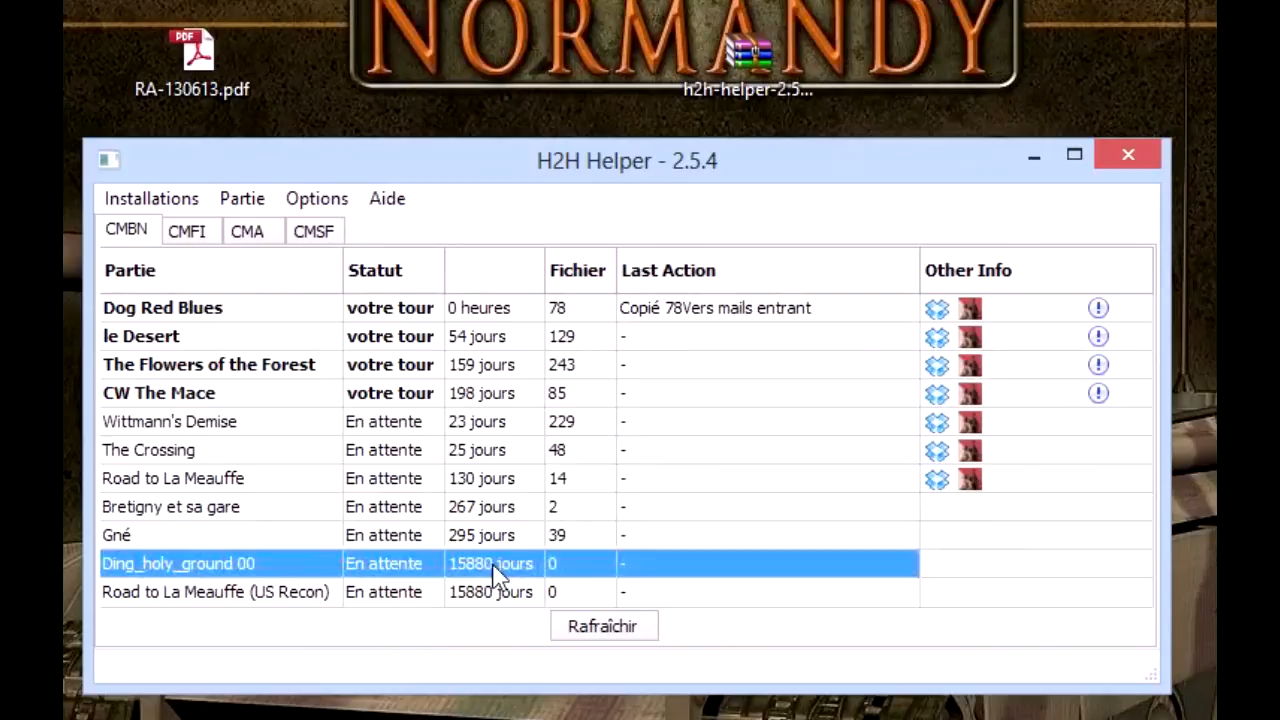 NORMANDY
RA-130613.pdf
h2h-helper-2.5...
H2H Helper - 2.5.4
Installations Partie Options Aide
CMBN CMFI CMA CMSF
Partie Statut Fichier Last Action Other Info
Dog Red Blues votre tour 0 heures 78 Copié 78Vers mails entrant
le Desert votre tour 54 jours 129 -
The Flowers of the Forest votre tour 159 jours 243 -
CW The Mace votre tour 198 jours 85 -
Wittmann's Demise En attente 23 jours 229 -
The Crossing En attente 25 jours 48 -
Road to La Meauffe En attente 130 jours 14 -
Bretigny et sa gare En attente 267 jours 2 -
Gné En attente 295 jours 39 -
Ding_holy_ground 00 En attente 15880 jours 0 -
Road to La Meauffe (US Recon) En attente 15880 jours 0 -
Rafraîchir